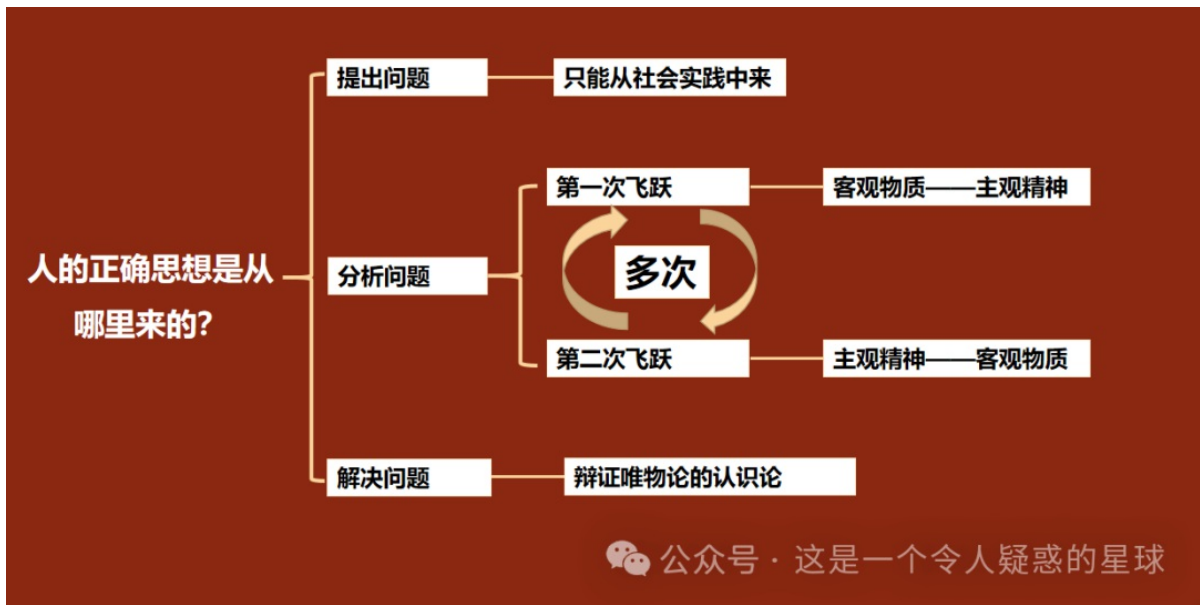 提出问题
只能从社会实践中来
第一次飞跃
客观物质——主观精神
人的正确思想是从
哪里来的?
分析问题
多次
第二次飞跃
主观精神——客观物质
解决问题
辩证唯物论的认识论
公众号·这是一个令人疑惑的星球